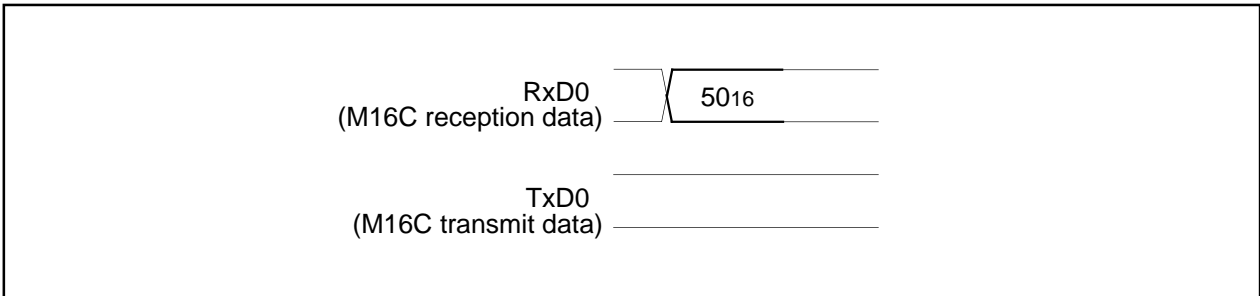 RxD0
(M16C reception data)
5016
TxD0
(M16C transmit data)